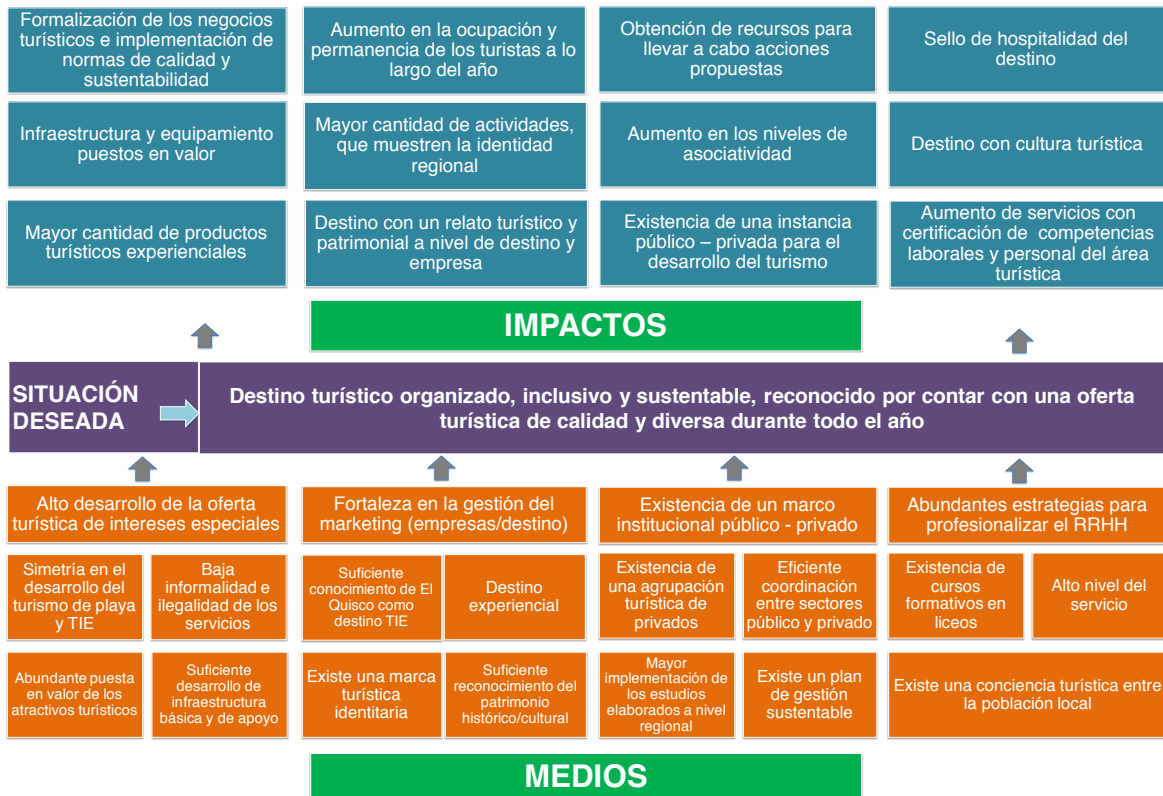 Formalización de los negocios
turísticos e implementación de
normas de calidad y
sustentabilidad
Aumento en la ocupación y
permanencia de los turistas a lo
largo del año
Obtención de recursos para
llevar a cabo acciones
propuestas
Sello de hospitalidad del
destino
Infraestructura y equipamiento
puestos en valor
Mayor cantidad de actividades,
que muestren la identidad
regional
Aumento en los niveles de
asociatividad
Destino con cultura turística
Mayor cantidad de productos
turísticos experienciales
Destino con un relato turístico y
patrimonial a nivel de destino y
empresa
Existencia de una instancia
público – privada para el
desarrollo del turismo
Aumento de servicios con
certificación de competencias
laborales y personal del área
turística
IMPACTOS
SITUACIÓN
DESEADA
Destino turístico organizado, inclusivo y sustentable, reconocido por contar con una oferta
turística de calidad y diversa durante todo el año
Alto desarrollo de la oferta
turística de intereses especiales
Fortaleza en la gestión del
marketing (empresas/destino)
Existencia de un marco
institucional público - privado
Abundantes estrategias para
profesionalizar el RRHH
Simetría en el
desarrollo del
turismo de playa
y TIE
Baja
informalidad e
ilegalidad de los
servicios
Suficiente
conocimiento de El
Quisco como
destino TIE
Destino
experiencial
Existencia de
una agrupación
turística de
privados
Eficiente
coordinación
entre sectores
público y privado
Existencia de
cursos
formativos en
liceos
Alto nivel del
servicio
Abundante puesta
en valor de los
atractivos turísticos
Suficiente
desarrollo de
infraestructura
básica y de apoyo
Existe una marca
turística
identitaria
Suficiente
reconocimiento del
patrimonio
histórico/cultural
Mayor
implementación de
los estudios
elaborados a nivel
regional
Existe un plan
de gestión
sustentable
Existe una conciencia turística entre
la población local
MEDIOS